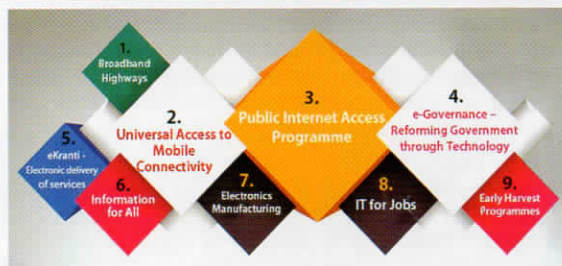 1.
Broadband
Highways
2.
Universal Access to
Mobile
Connectivity
3.
Public Internet Access
Programme
4.
e-Governance –
Reforming Government
through Technology
5.
eKranti -
Electronic delivery
of services
6.
Information
for All
7.
Electronics
Manufacturing
8.
IT for Jobs
9.
Early Harvest
Programmes